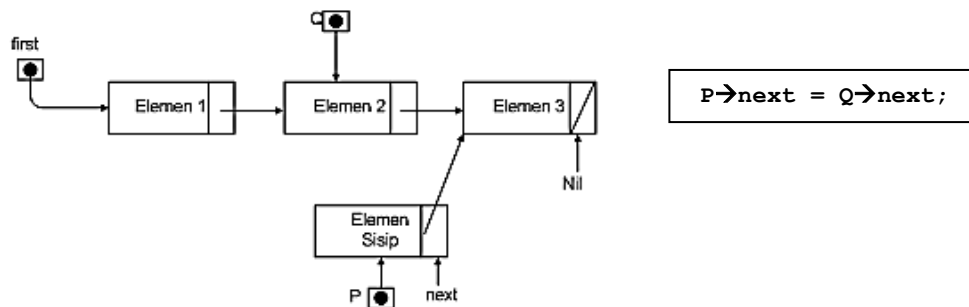 Q
first
Elemen 1
Elemen 2
Elemen 3
P→next = Q→next;
Nil
Elemen
Sisip
P
next